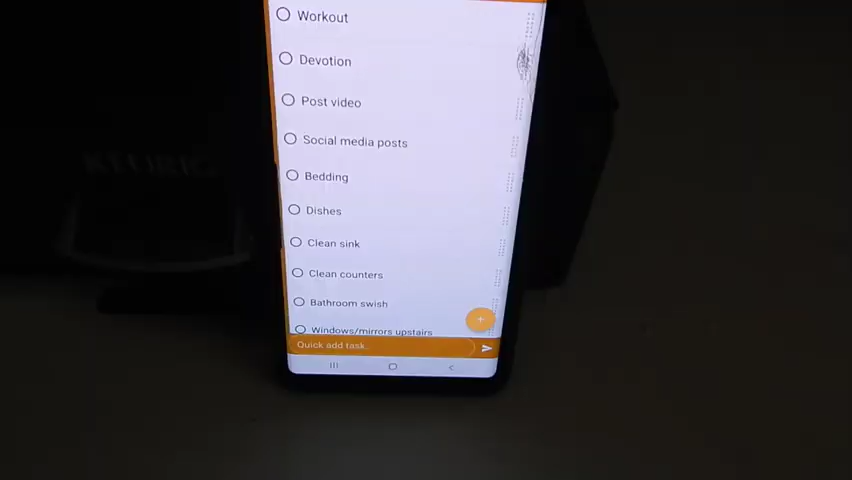 Workout
Devotion
Post video
Social media posts
Bedding
Dishes
KEURIG
Clean sink
Clean counters
Bathroom swish
Windows/mirrors upstairs
Quick add task..